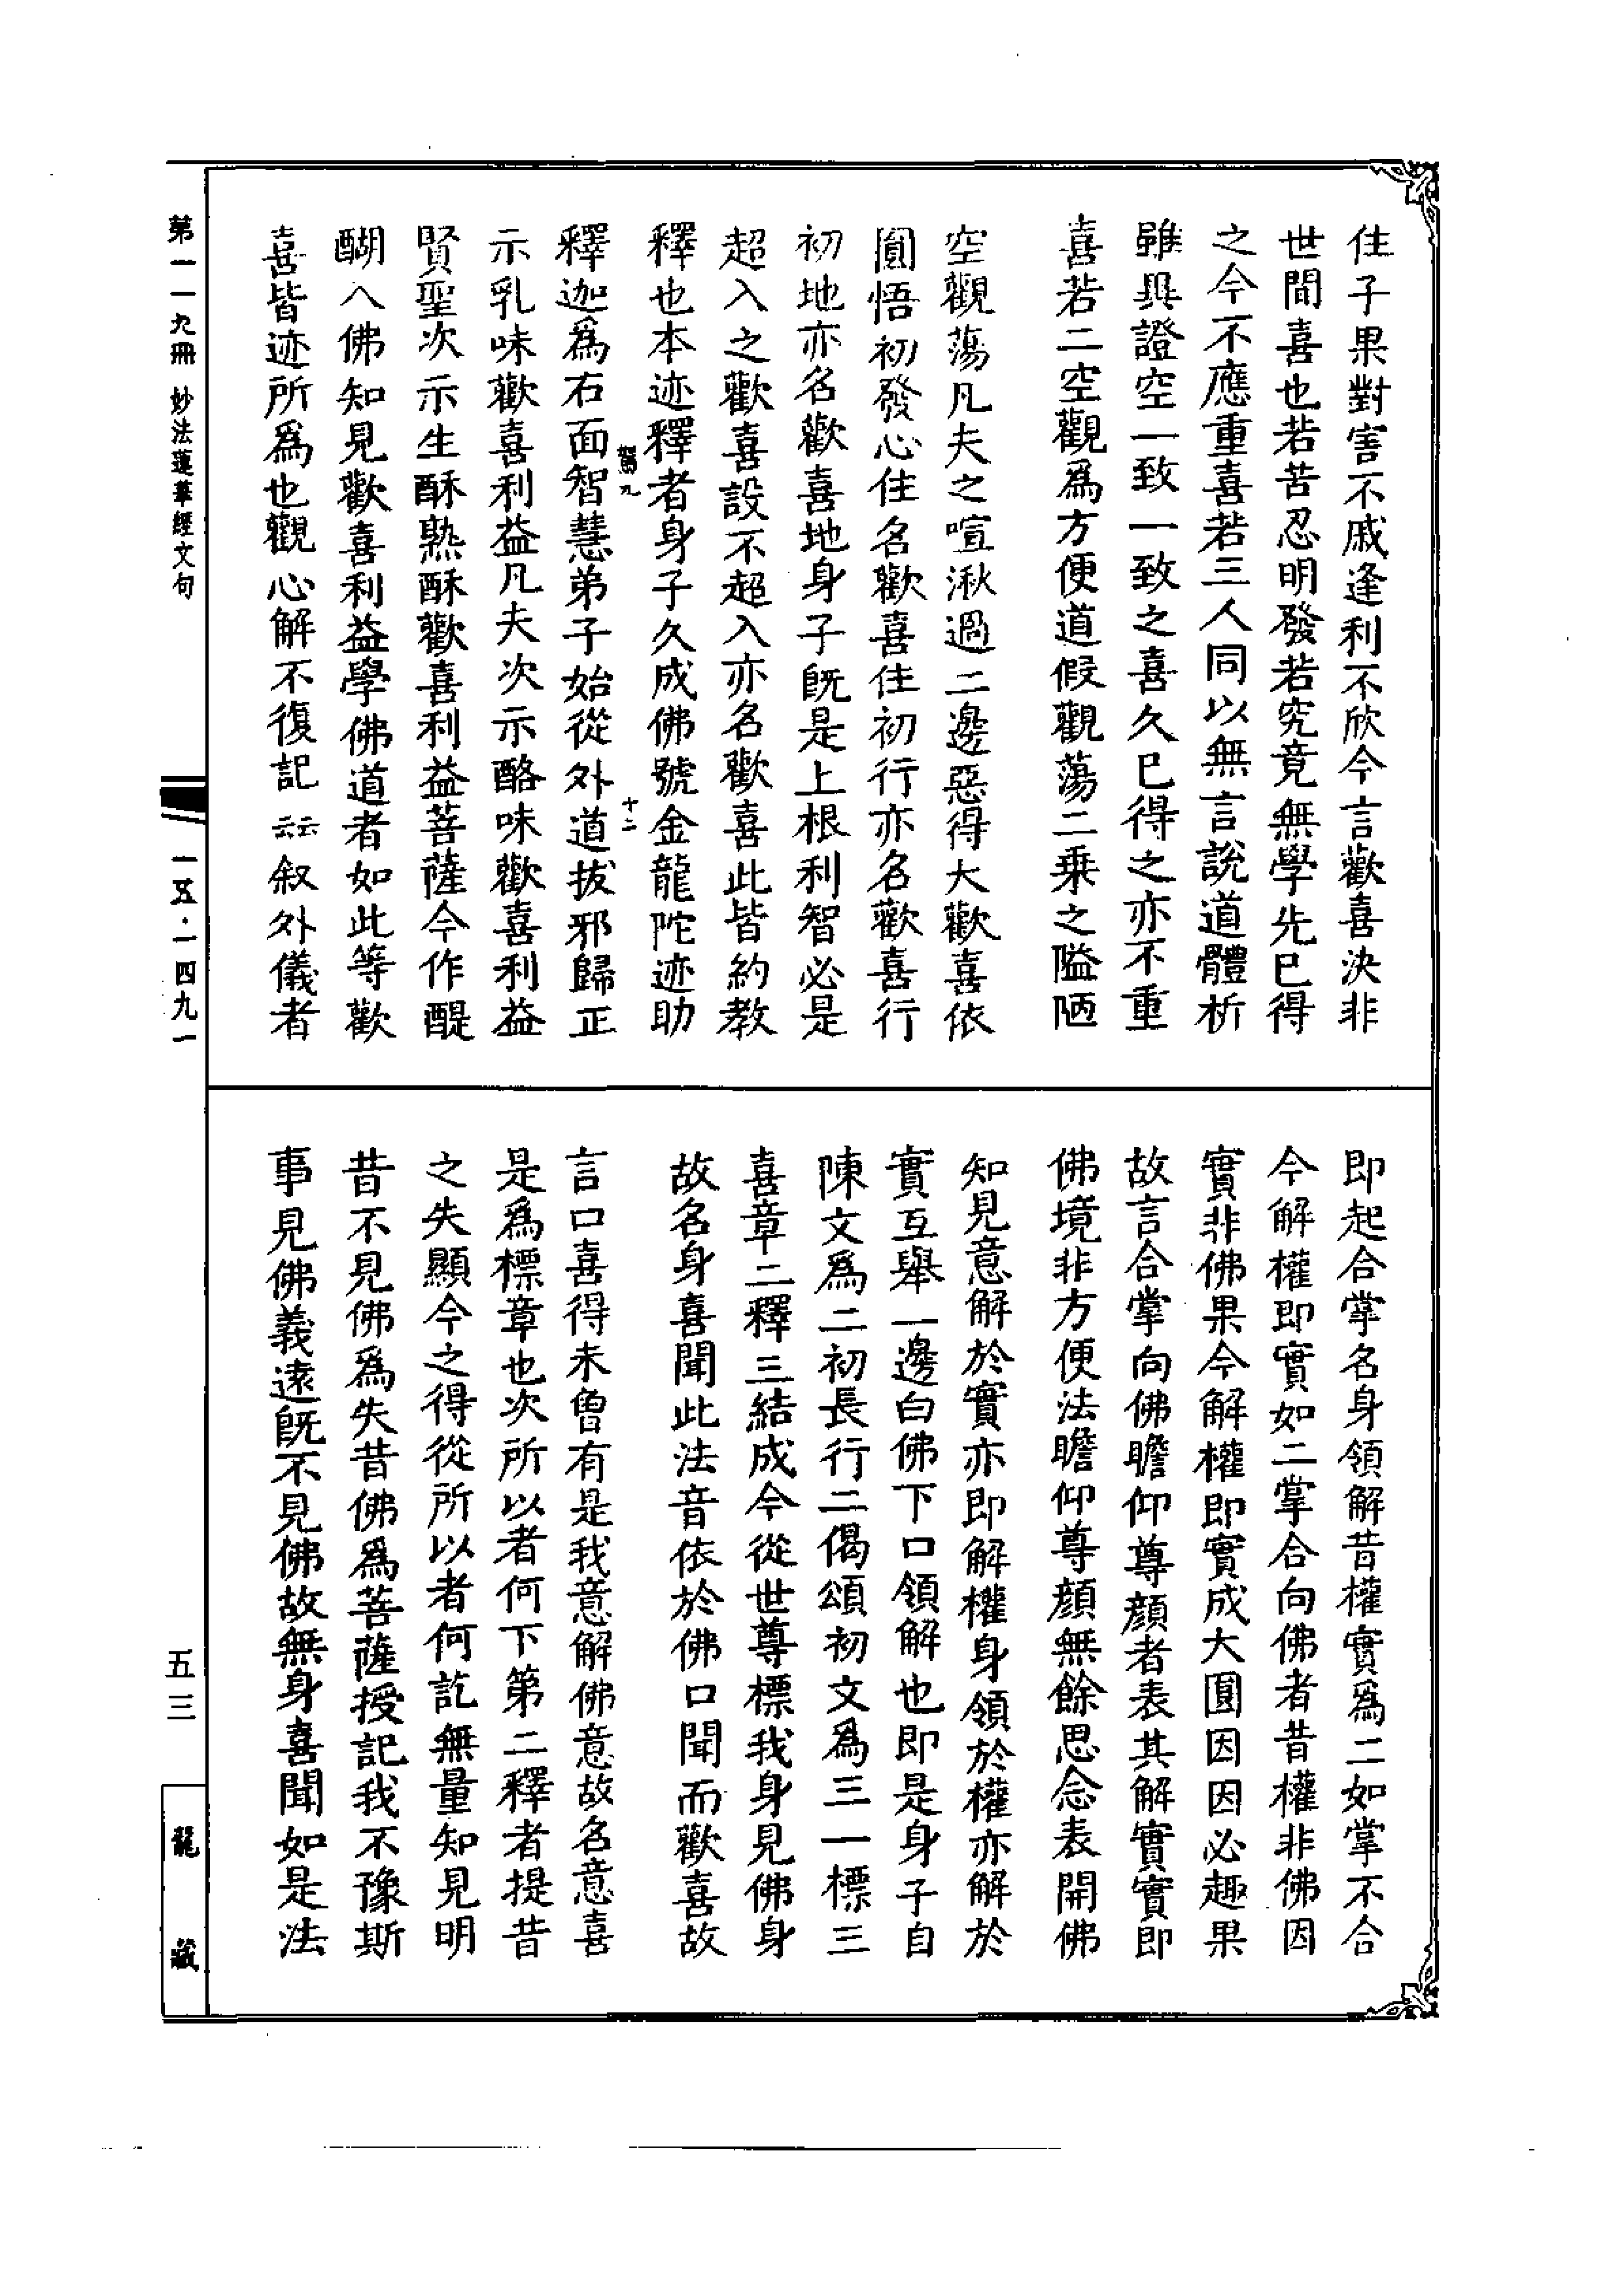 住子果對害不戚逢利不欣今言歡喜決非
世間喜也若苦忍明發若究竟無學先巳得
之今不應重喜若三人同以無言說道體析
雖具證空一致一致之喜久巳得之亦不重
喜若二空觀爲方便道假觀蕩二乗之隘陋
空觀蕩凡夫之喧湫過二邊惡得大歡喜依
圓悟初發心住名歡喜住初行亦名歡喜行
初地亦名歡喜地身子旣是上根利智必是
超入之歡喜設不超入亦名歡喜此皆約教
釋也本迹釋者身子久成佛號金龍陀迹助
釋迦爲右面智慧弟子始從外道拔邪歸正
示乳味歡喜利益凡夫次示酪味歡喜利益
賢聖次示生酥熟酥歡喜利益菩薩今作醍
醐入佛知見歡喜利益學佛道者如此等歡
喜皆迹所爲也觀心解不復記云云叙外儀者
即起合掌名身領解昔權實爲二如掌不合
今解權即實如二掌合向佛者昔權非佛因
實非佛果今解權即實成大圓因因必趣果
故言合掌向佛瞻仰尊顔者表其解實實即
佛境非方便法瞻仰尊顔無餘思念表開佛
知見意解於實亦即解權身領於權亦解於
實互舉一邊白佛下口領解也即是身子自
陳文爲二初長行二偈頌初文爲三一標三
喜章二釋三結成今從世尊標我身見佛身
故名身喜聞此法音依於佛口聞而歡喜故
言口喜得未曾有是我意解佛意故名意喜
是爲標章也次所以者何下第二釋者提昔
之失顯今之得從所以者何訖無量知見明
昔不見佛爲失昔佛爲菩薩授記我不豫斯
事見佛義遠旣不見佛故無身喜聞如是法
第一一九冊 妙法蓮華經文句
一五·一四九一
五三
龍藏